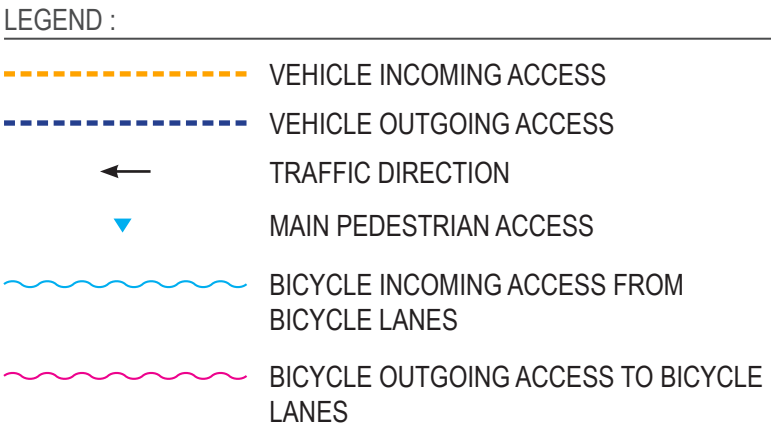 LEGEND :
VEHICLE INCOMING ACCESS
VEHICLE OUTGOING ACCESS
TRAFFIC DIRECTION
MAIN PEDESTRIAN ACCESS
BICYCLE INCOMING ACCESS FROM
BICYCLE LANES
BICYCLE OUTGOING ACCESS TO BICYCLE
LANES